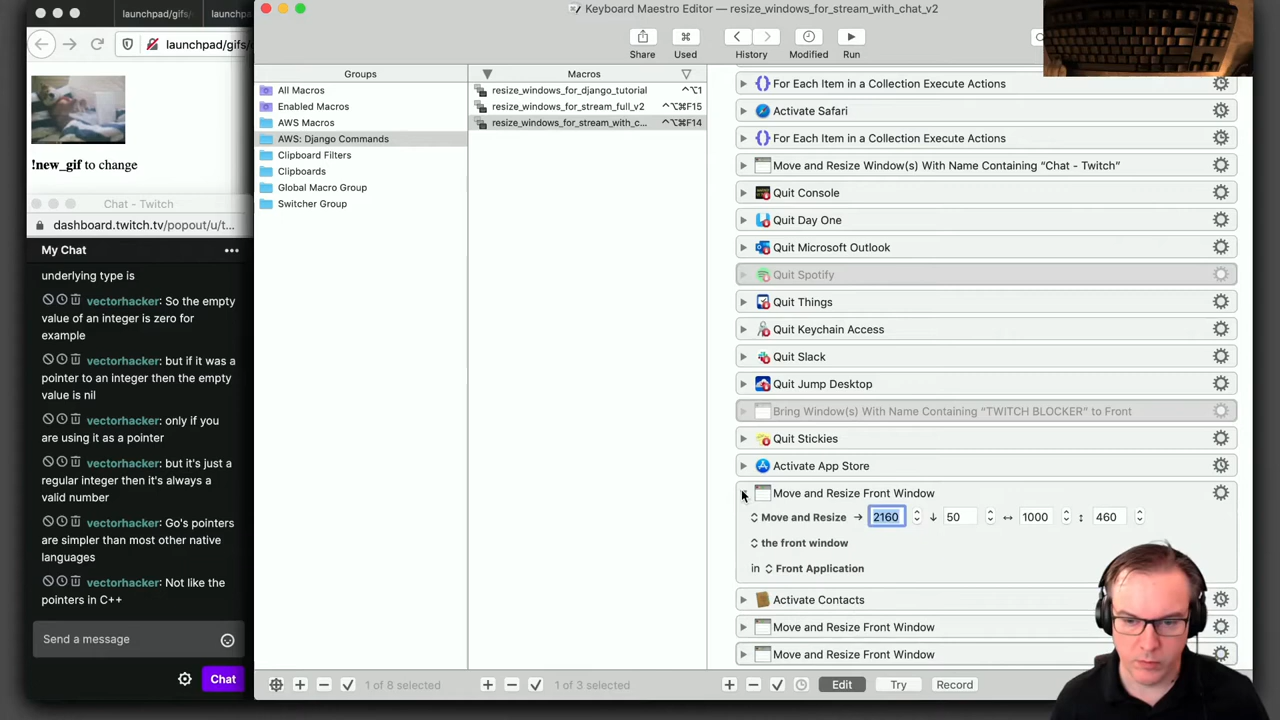 launchpad/gifs/
launchpad/gifs/
launchpad/gifs/
!new_gif to change
Chat - Twitch
dashboard.twitch.tv/popout/u/t...
My Chat
underlying type is
vectorhacker: So the empty
value of an integer is zero for
example
vectorhacker: but if it was a
pointer to an integer then the empty
value is nil
vectorhacker: only if you
are using it as a pointer
vectorhacker: but it's just a
regular integer then it's always a
valid number
vectorhacker: Go's pointers
are simpler than most other native
languages
vectorhacker: Not like the
pointers in C++
Send a message
Chat
Keyboard Maestro Editor — resize_windows_for_stream_with_chat_v2
Share
Used
History
Modified
Run
Groups
All Macros
Enabled Macros
AWS Macros
AWS: Django Commands
Clipboard Filters
Clipboards
Global Macro Group
Switcher Group
1 of 8 selected
Macros
resize_windows_for_django_tutorial ^⌥1
resize_windows_for_stream_full_v2 ^⌥⌘F15
resize_windows_for_stream_with_c... ^⌥⌘F14
1 of 3 selected
For Each Item in a Collection Execute Actions
Activate Safari
For Each Item in a Collection Execute Actions
Move and Resize Window(s) With Name Containing “Chat - Twitch”
Quit Console
Quit Day One
Quit Microsoft Outlook
Quit Spotify
Quit Things
Quit Keychain Access
Quit Slack
Quit Jump Desktop
Bring Window(s) With Name Containing “TWITCH BLOCKER” to Front
Quit Stickies
Activate App Store
Move and Resize Front Window
Move and Resize → 2160 ↓ 50 ↔ 1000 ↕ 460
the front window
in Front Application
Activate Contacts
Move and Resize Front Window
Move and Resize Front Window
Edit
Try
Record